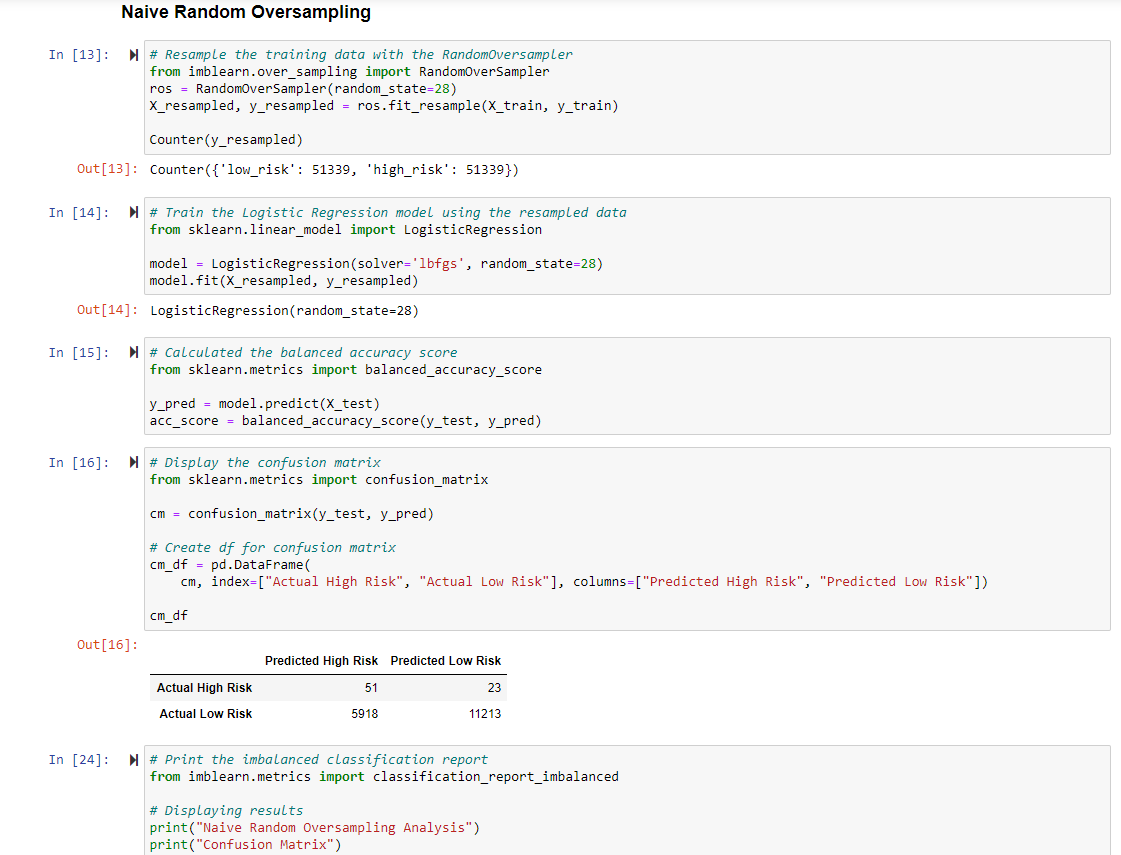 Naive Random Oversampling
In [13]:
# Resample the training data with the RandomOversampler
from imblearn.over_sampling import RandomOverSampler
ros = RandomOverSampler(random_state=28)
X_resampled, y_resampled = ros.fit_resample(X_train, y_train)
Counter(y_resampled)
Out[13]: Counter({'low_risk': 51339, 'high_risk': 51339})
In [14]:
# Train the Logistic Regression model using the resampled data
from sklearn.linear_model import LogisticRegression
model = LogisticRegression(solver='lbfgs', random_state=28)
model.fit(X_resampled, y_resampled)
Out[14]: LogisticRegression(random_state=28)
In [15]:
# Calculated the balanced accuracy score
from sklearn.metrics import balanced_accuracy_score
y_pred = model.predict(X_test)
acc_score = balanced_accuracy_score(y_test, y_pred)
In [16]:
# Display the confusion matrix
from sklearn.metrics import confusion_matrix
cm = confusion_matrix(y_test, y_pred)
# Create df for confusion matrix
cm_df = pd.DataFrame(
cm, index=["Actual High Risk", "Actual Low Risk"], columns=["Predicted High Risk", "Predicted Low Risk"])
cm_df
Out[16]:
Predicted High Risk Predicted Low Risk
Actual High Risk 51 23
Actual Low Risk 5918 11213
In [24]:
# Print the imbalanced classification report
from imblearn.metrics import classification_report_imbalanced
# Displaying results
print("Naive Random Oversampling Analysis")
print("Confusion Matrix")